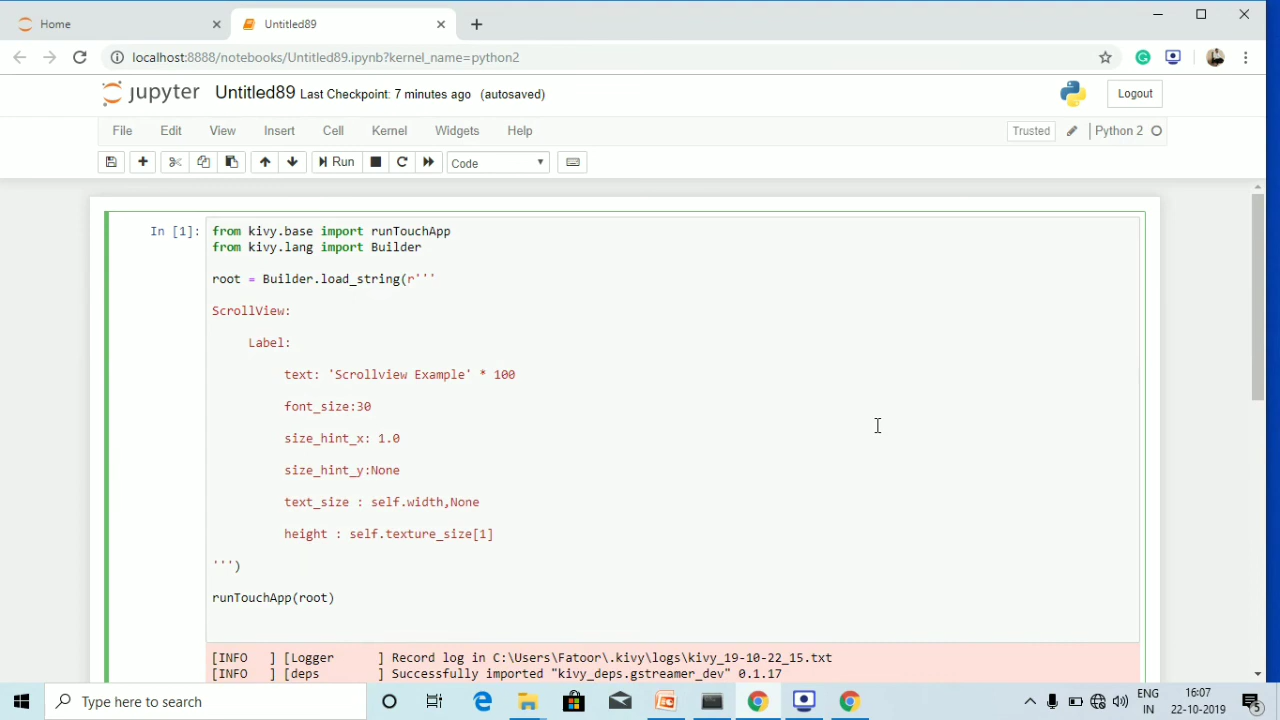 Home
Untitled89
localhost:8888/notebooks/Untitled89.ipynb?kernel_name=python2
jupyter Untitled89 Last Checkpoint: 7 minutes ago (autosaved)
Logout
File Edit View Insert Cell Kernel Widgets Help
Trusted
Python 2
Run
Code
In [1]:
from kivy.base import runTouchApp
from kivy.lang import Builder
root = Builder.load_string(r'''
ScrollView:
Label:
text: 'Scrollview Example' * 100
font_size:30
size_hint_x: 1.0
size_hint_y:None
text_size : self.width,None
height : self.texture_size[1]
''')
runTouchApp(root)
[INFO   ] [Logger      ] Record log in C:\Users\Fatoor\.kivy\logs\kivy_19-10-22_15.txt
[INFO   ] [deps        ] Successfully imported "kivy_deps.gstreamer_dev" 0.1.17
Type here to search
ENG
IN
16:07
22-10-2019
5